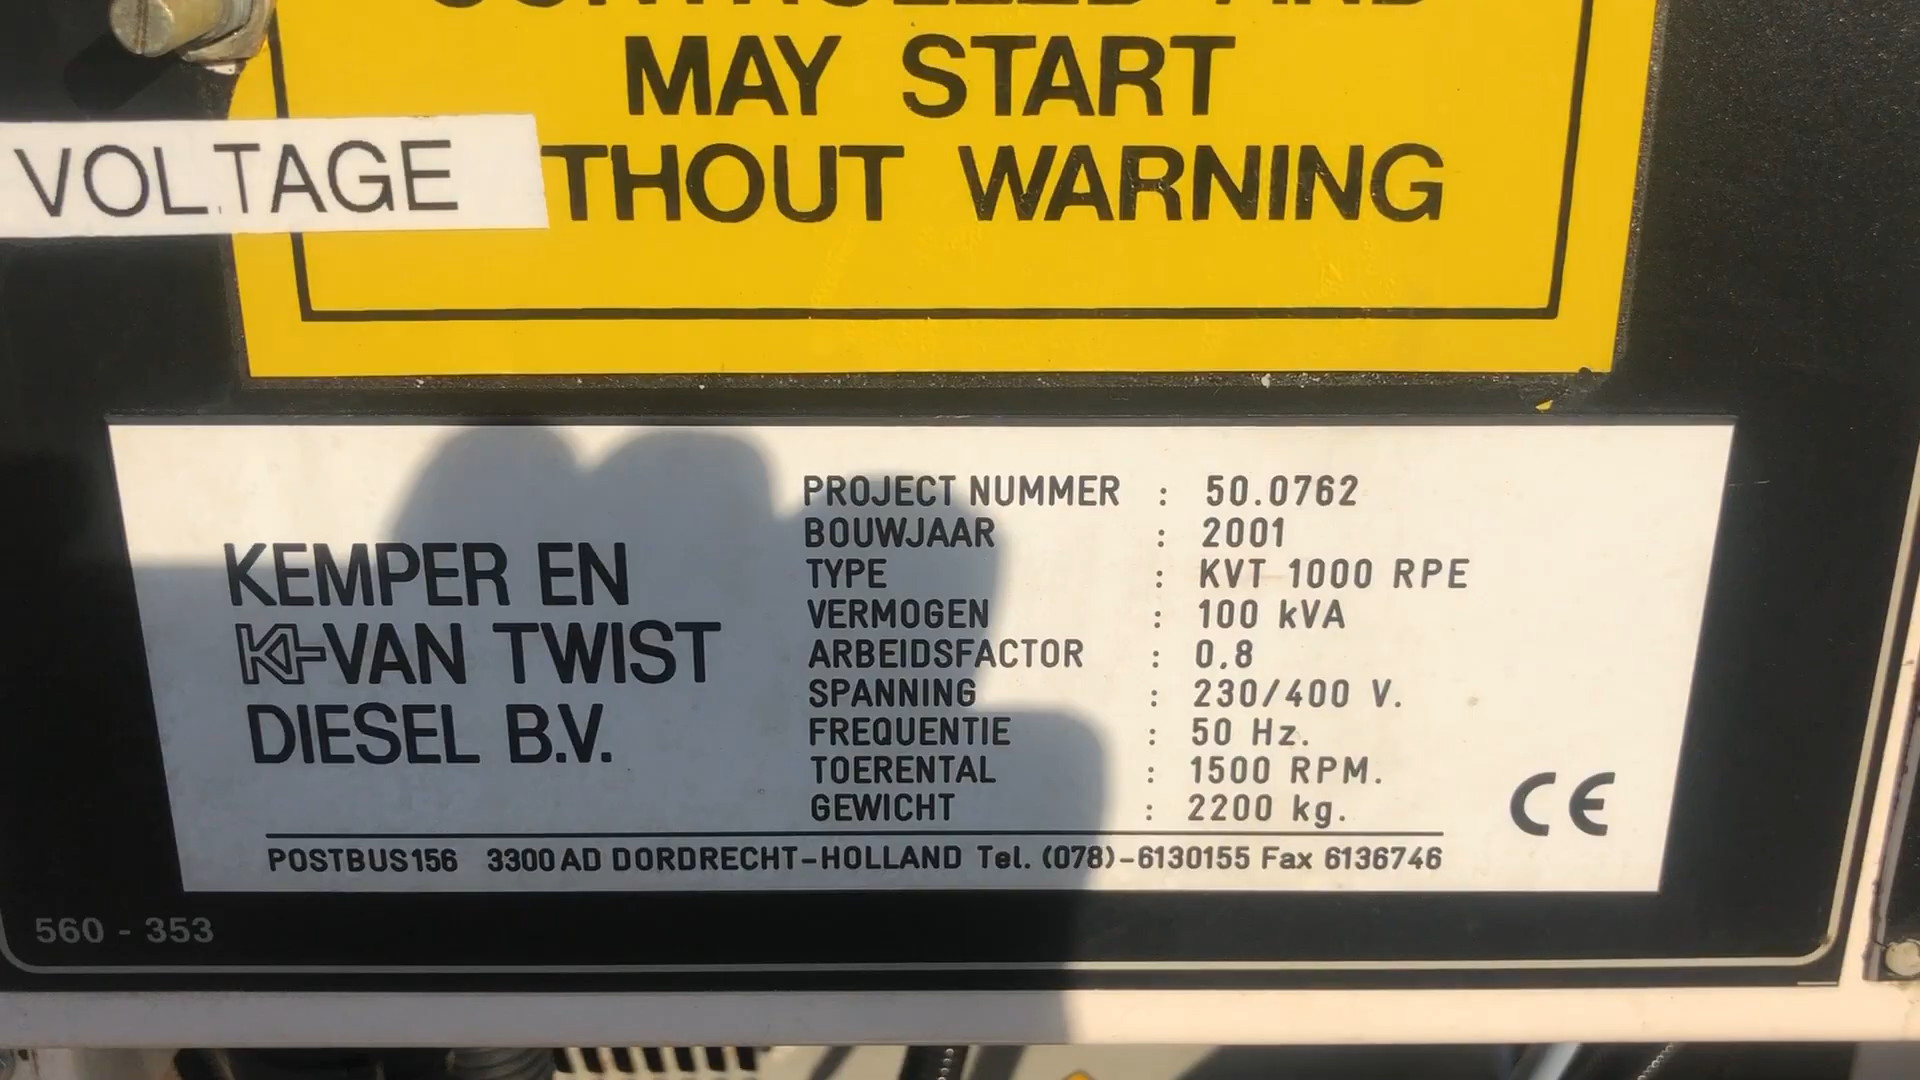 CONTROLLED AND
MAY START
THOUT WARNING
VOLTAGE
KEMPER EN
VAN TWIST
DIESEL B.V.
PROJECT NUMMER : 50.0762
BOUWJAAR : 2001
TYPE : KVT 1000 RPE
VERMOGEN : 100 kVA
ARBEIDSFACTOR : 0.8
SPANNING : 230/400 V.
FREQUENTIE : 50 Hz.
TOERENTAL : 1500 RPM.
GEWICHT : 2200 kg.
CE
POSTBUS 156 3300 AD DORDRECHT-HOLLAND Tel. (078)-6130155 Fax 6136746
560 - 353